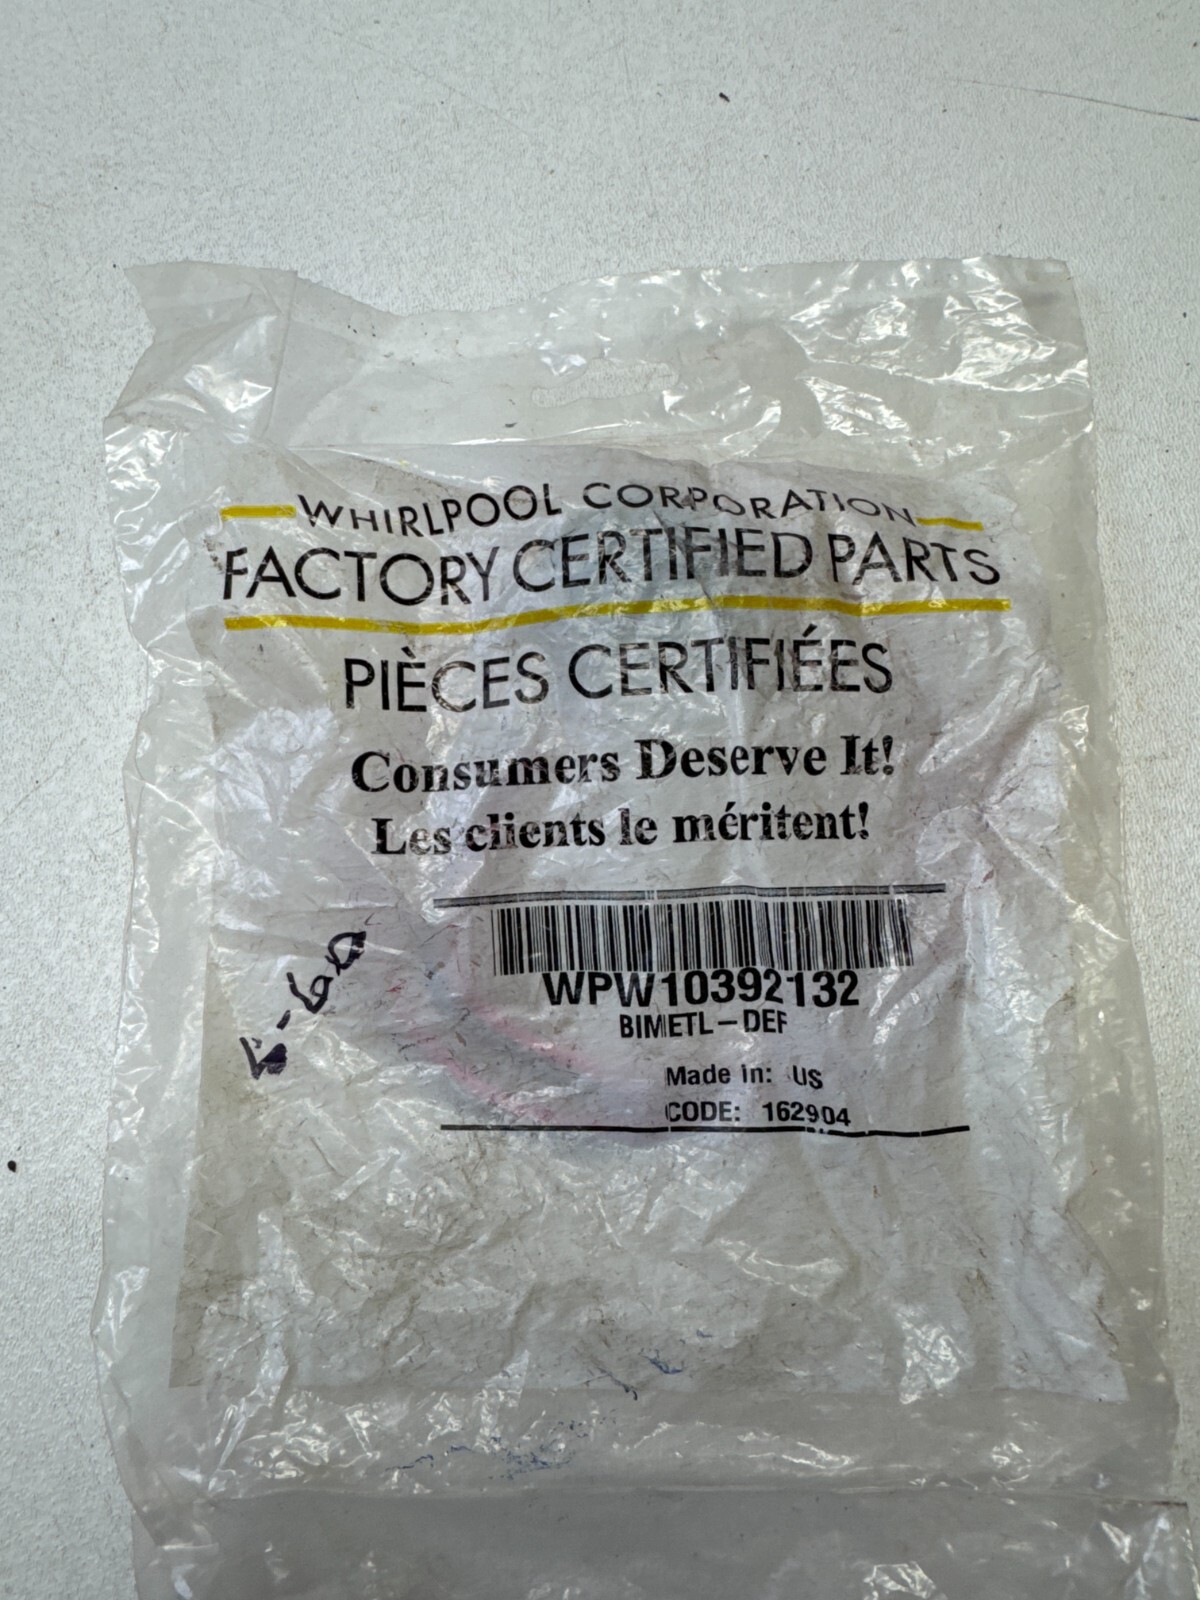 WHIRLPOOL CORPORATION
FACTORY CERTIFIED PARTS
PIÈCES CERTIFIÉES
Consumers Deserve It!
Les clients le méritent!
WPW10392132
BIMETL-DEF
Made in: US
CODE: 162904